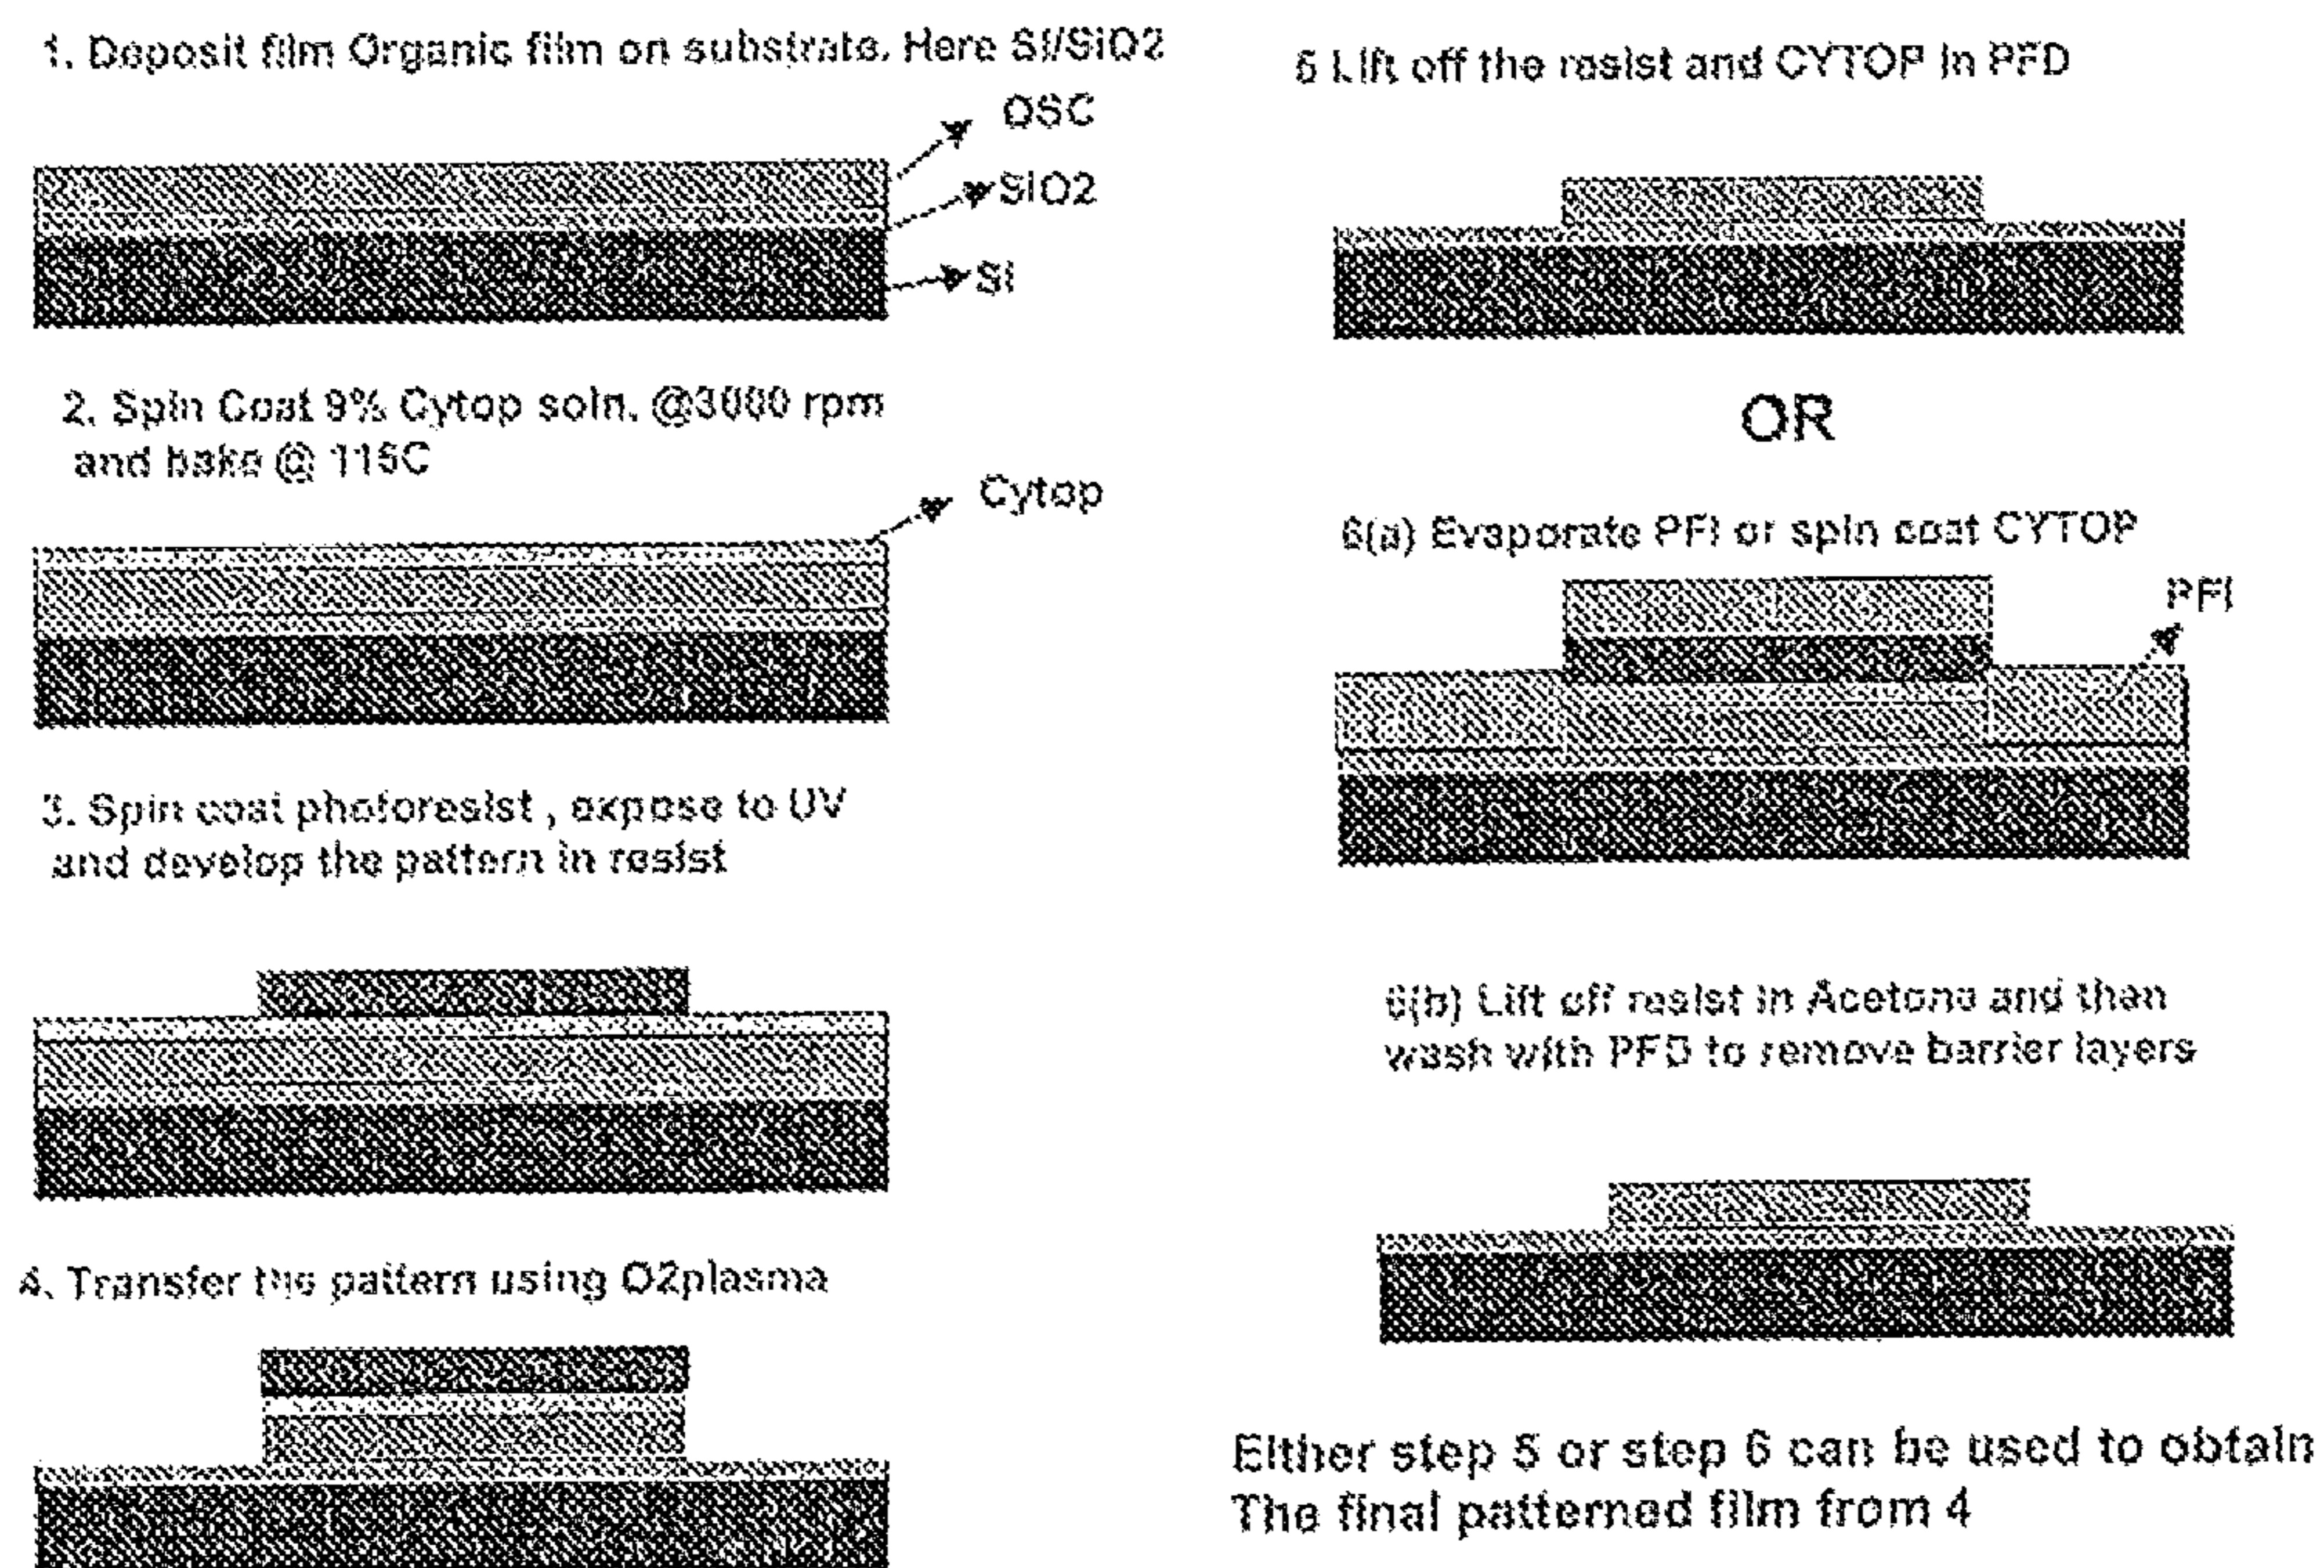 1. Deposit film Organic film on substrate. Here Si/SiO2
OSC
SiO2
Si
2. Spin Coat 9% Cytop soln. @3000 rpm
and bake @ 115C
Cytop
3. Spin coat photoresist , expose to UV
and develop the pattern in resist
4. Transfer the pattern using O2plasma
5 Lift off the resist and CYTOP in PFD
OR
6(a) Evaporate PFI or spin coat CYTOP
PFI
6(b) Lift off resist in Acetone and then
wash with PFD to remove barrier layers
Either step 5 or step 6 can be used to obtain
The final patterned film from 4